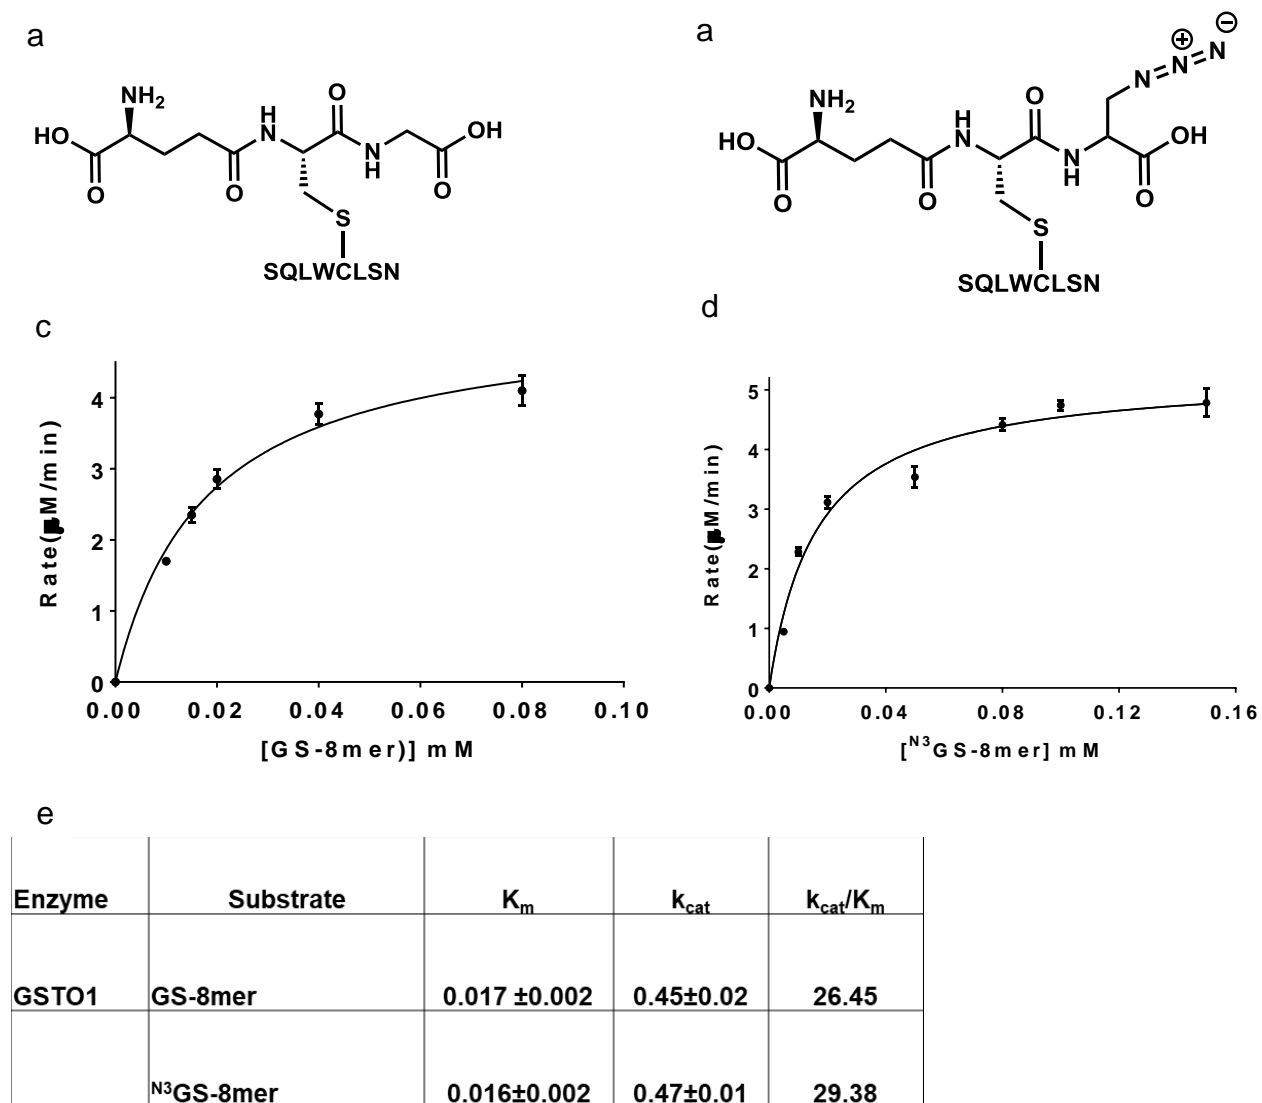 a
a
NH2
HO
O
O
H
N
O
N
H
OH
O
S
SQLWCLSN
NH2
HO
O
O
H
N
O
N
H
N
N
N
OH
O
S
SQLWCLSN
c
d
Rate(M/min)
4
3
2
1
0
0.00 0.02 0.04 0.06 0.08 0.10
[GS-8mer)] mM
Rate(M/min)
5
4
3
2
1
0
0.00 0.04 0.08 0.12 0.16
[N3GS-8mer] mM
e
Enzyme Substrate Km kcat kcat/Km
GSTO1 GS-8mer 0.017 ±0.002 0.45±0.02 26.45
N3GS-8mer 0.016±0.002 0.47±0.01 29.38